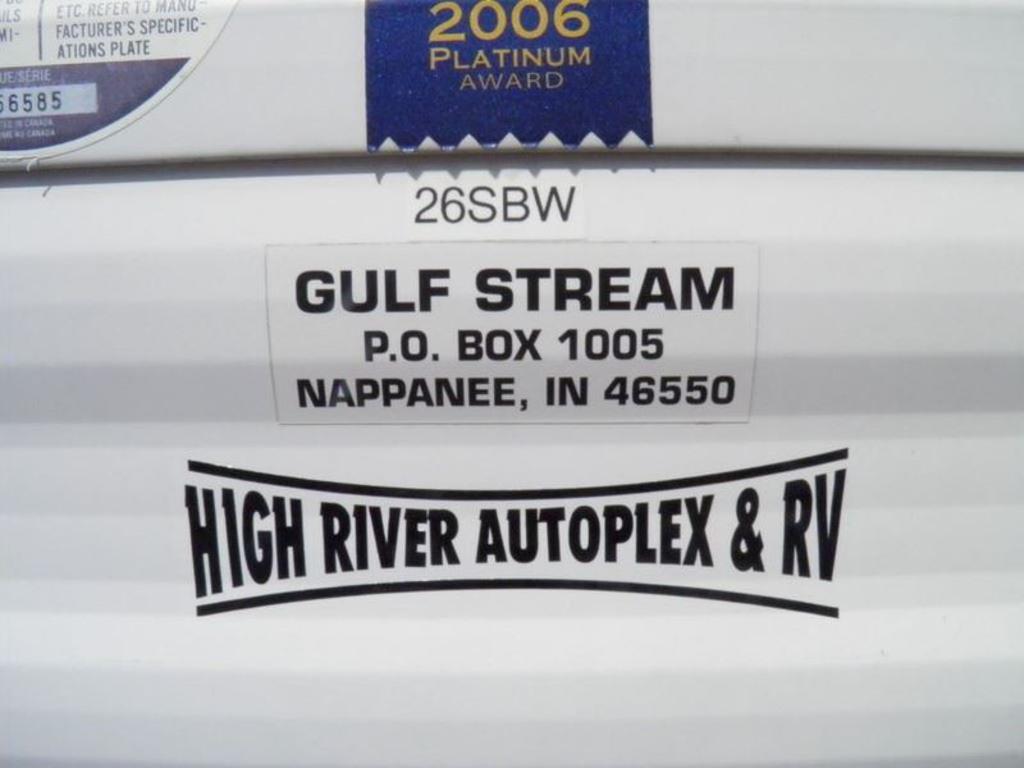 ETC. REFER TO MANU-
FACTURER'S SPECIFIC-
ATIONS PLATE
2006
PLATINUM
AWARD
26SBW
GULF STREAM
P.O. BOX 1005
NAPPANEE, IN 46550
HIGH RIVER AUTOPLEX & RV